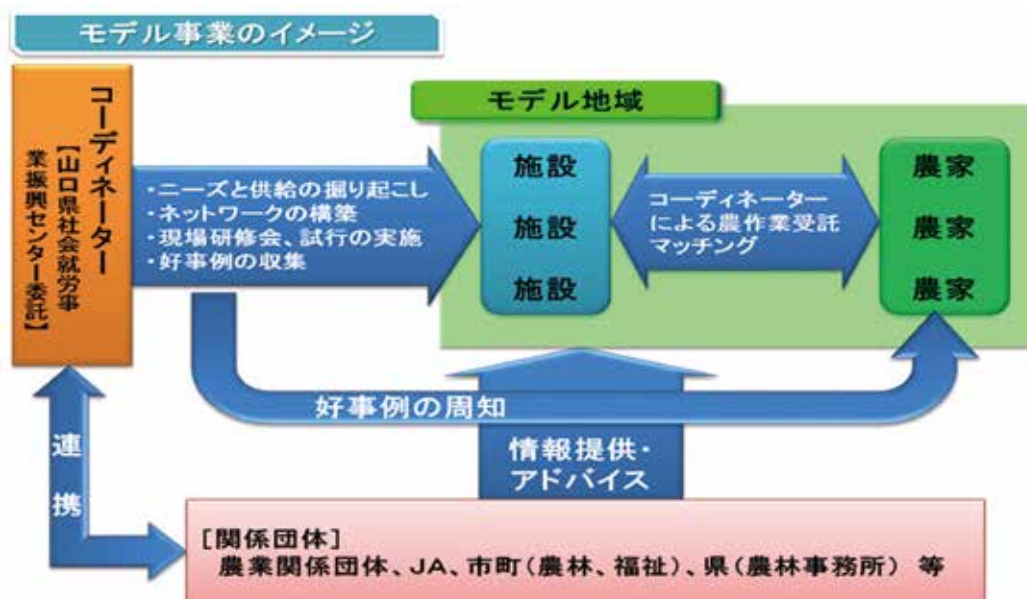 モデル事業のイメージ
コーディネーター
【山口県社会就労事
業振興センター委託】
・ニーズと供給の掘り起こし
・ネットワークの構築
・現場研修会、試行の実施
・好事例の収集
モデル地域
施設
施設
施設
コーディネーター
による農作業受託
マッチング
農家
農家
農家
好事例の周知
連携
情報提供・
アドバイス
［関係団体］
農業関係団体、JA、市町（農林、福祉）、県（農林事務所） 等